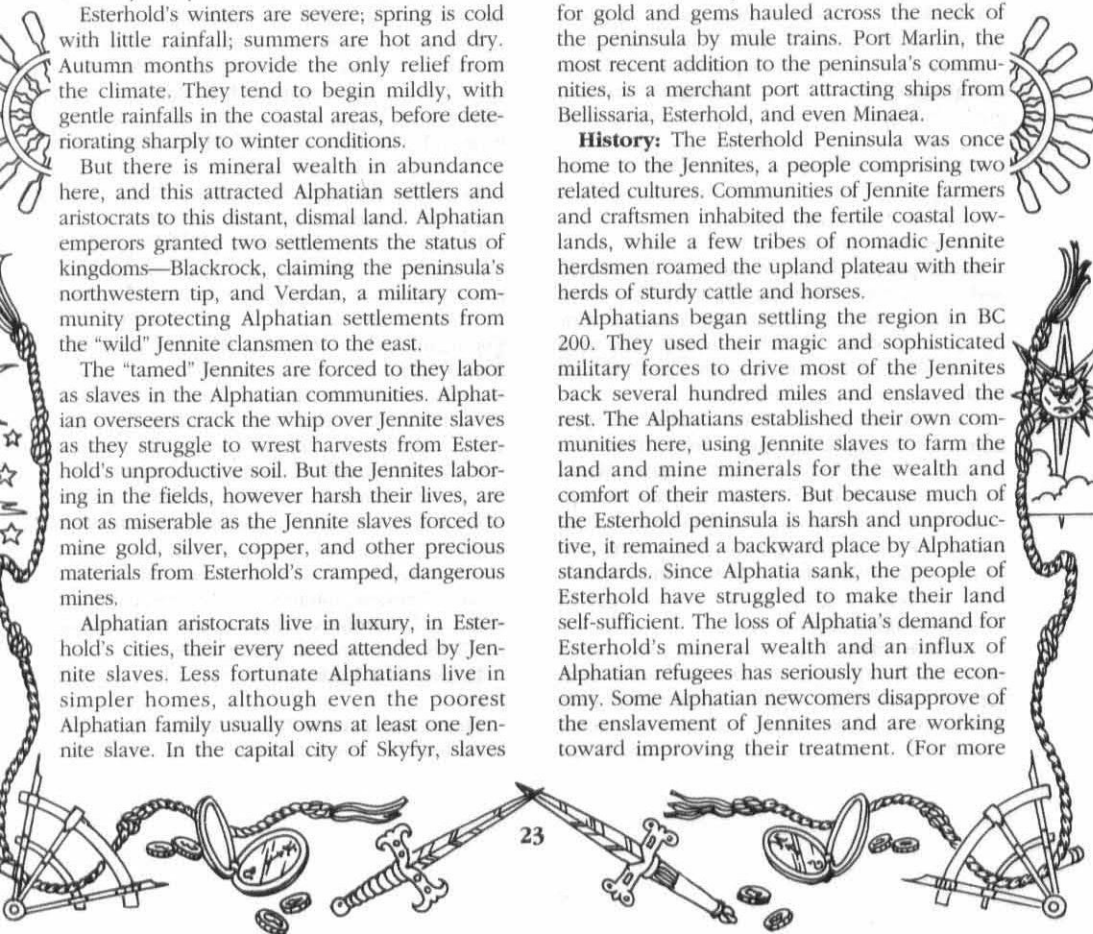 Esterhold's winters are severe; spring is cold
with little rainfall; summers are hot and dry.
Autumn months provide the only relief from
the climate. They tend to begin mildly, with
gentle rainfalls in the coastal areas, before dete-
riorating sharply to winter conditions.
But there is mineral wealth in abundance
here, and this attracted Alphatian settlers and
aristocrats to this distant, dismal land. Alphatian
emperors granted two settlements the status of
kingdoms—Blackrock, claiming the peninsula's
northwestern tip, and Verdan, a military com-
munity protecting Alphatian settlements from
the "wild" Jennite clansmen to the east.
The "tamed" Jennites are forced to they labor
as slaves in the Alphatian communities. Alphat-
ian overseers crack the whip over Jennite slaves
as they struggle to wrest harvests from Ester-
hold's unproductive soil. But the Jennites labor-
ing in the fields, however harsh their lives, are
not as miserable as the Jennite slaves forced to
mine gold, silver, copper, and other precious
materials from Esterhold's cramped, dangerous
mines.
Alphatian aristocrats live in luxury, in Ester-
hold's cities, their every need attended by Jen-
nite slaves. Less fortunate Alphatians live in
simpler homes, although even the poorest
Alphatian family usually owns at least one Jen-
nite slave. In the capital city of Skyfyr, slaves
for gold and gems hauled across the neck of
the peninsula by mule trains. Port Marlin, the
most recent addition to the peninsula's commu-
nities, is a merchant port attracting ships from
Bellissaria, Esterhold, and even Minaea.
History: The Esterhold Peninsula was once
home to the Jennites, a people comprising two
related cultures. Communities of Jennite farmers
and craftsmen inhabited the fertile coastal low-
lands, while a few tribes of nomadic Jennite
herdsmen roamed the upland plateau with their
herds of sturdy cattle and horses.
Alphatians began settling the region in BC
200. They used their magic and sophisticated
military forces to drive most of the Jennites
back several hundred miles and enslaved the
rest. The Alphatians established their own com-
munities here, using Jennite slaves to farm the
land and mine minerals for the wealth and
comfort of their masters. But because much of
the Esterhold peninsula is harsh and unproduc-
tive, it remained a backward place by Alphatian
standards. Since Alphatia sank, the people of
Esterhold have struggled to make their land
self-sufficient. The loss of Alphatia's demand for
Esterhold's mineral wealth and an influx of
Alphatian refugees has seriously hurt the econ-
omy. Some Alphatian newcomers disapprove of
the enslavement of Jennites and are working
toward improving their treatment. (For more
23